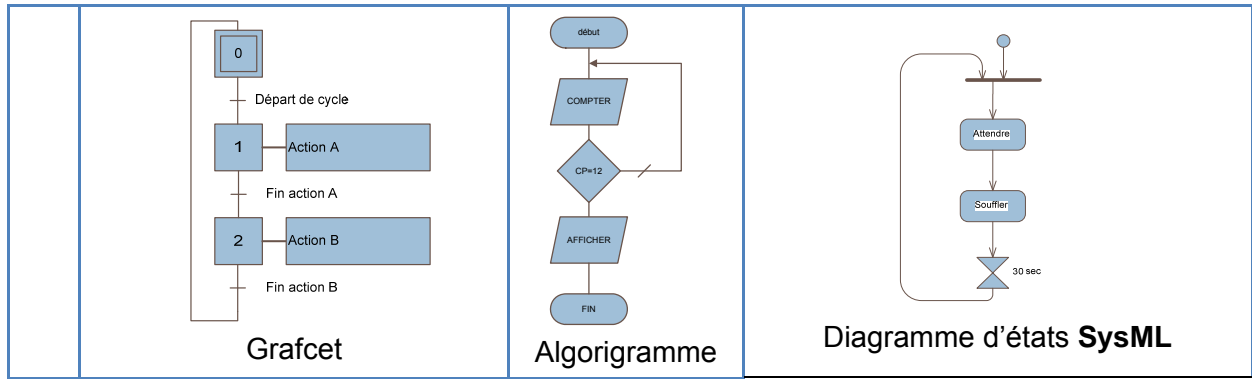 0
Départ de cycle
1
Action A
Fin action A
2
Action B
Fin action B
Grafcet
début
COMPTER
CP=12
AFFICHER
FIN
Algorigramme
Attendre
Souffler
30 sec
Diagramme d’états SysML